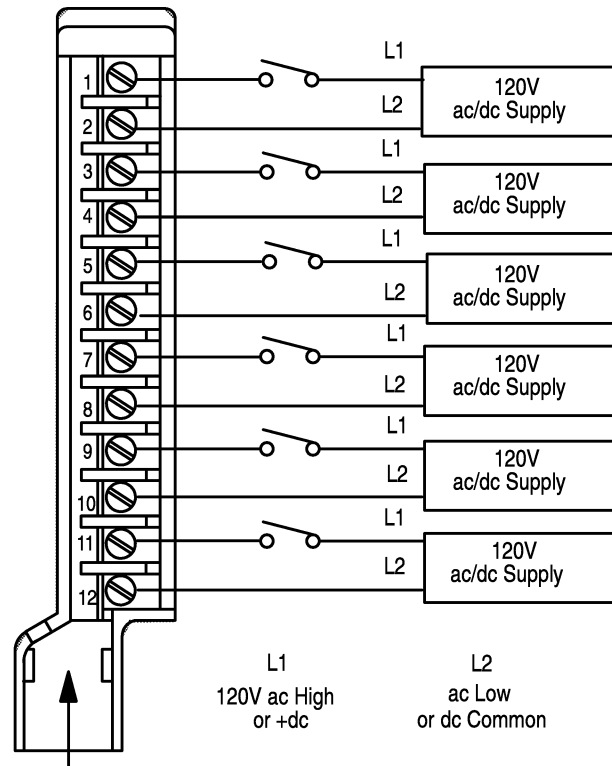 L1
1
120V
ac/dc Supply
L2
2
L1
3
120V
ac/dc Supply
L2
4
L1
5
120V
ac/dc Supply
L2
6
L1
7
120V
ac/dc Supply
L2
8
L1
9
120V
ac/dc Supply
L2
10
L1
11
120V
ac/dc Supply
L2
12
L1
120V ac High
or +dc
L2
ac Low
or dc Common